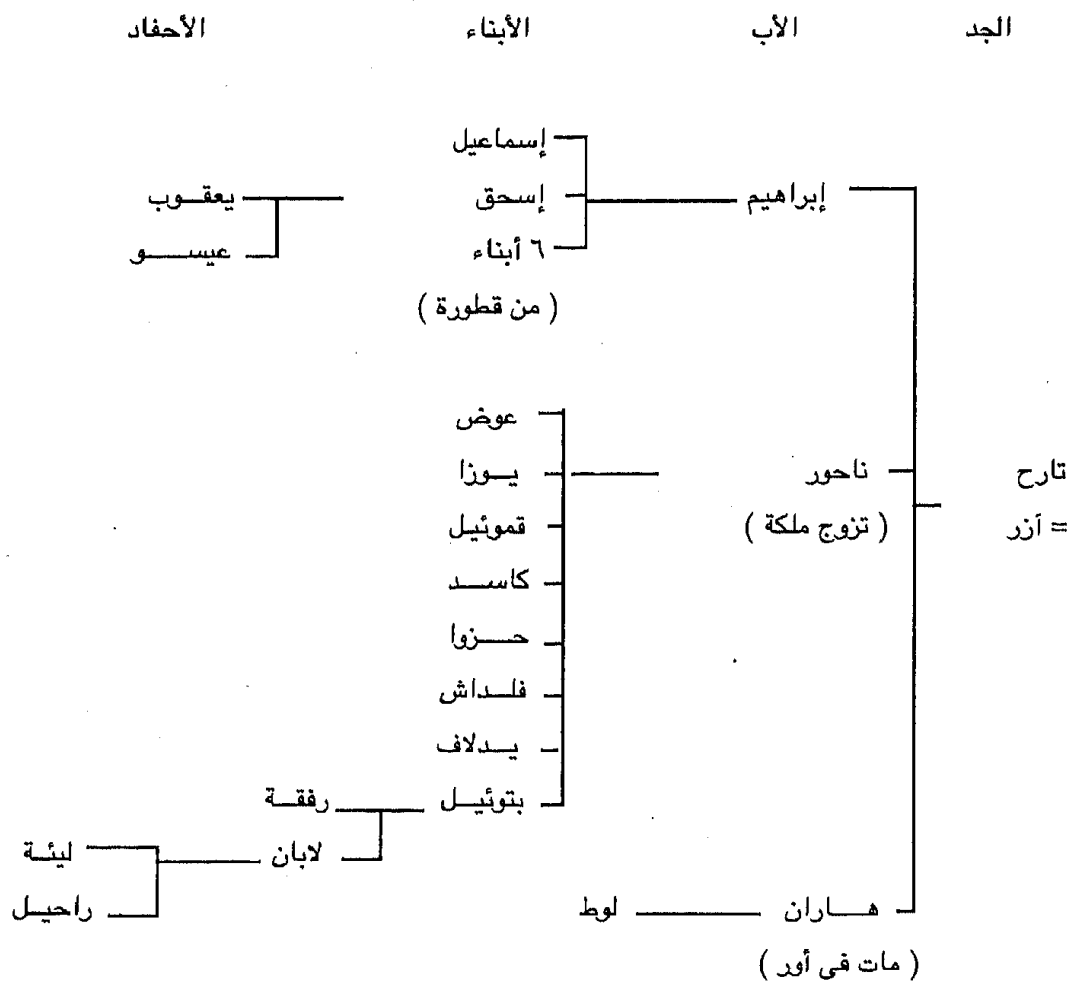 الجد الأب الأبناء الأحفاد
إسماعيل
إبراهيم إسحق يعقوب
٦ أبناء عيسو
( من قطورة )
عوض
تارح ناحور يوزا
= آزر ( تزوج ملكة ) قموئيل
كاسد
حزوا
فلداش
يدلاف
بتوئيل رفقة
لابان ليئة
هاران لوط راحيل
( مات فى أور )